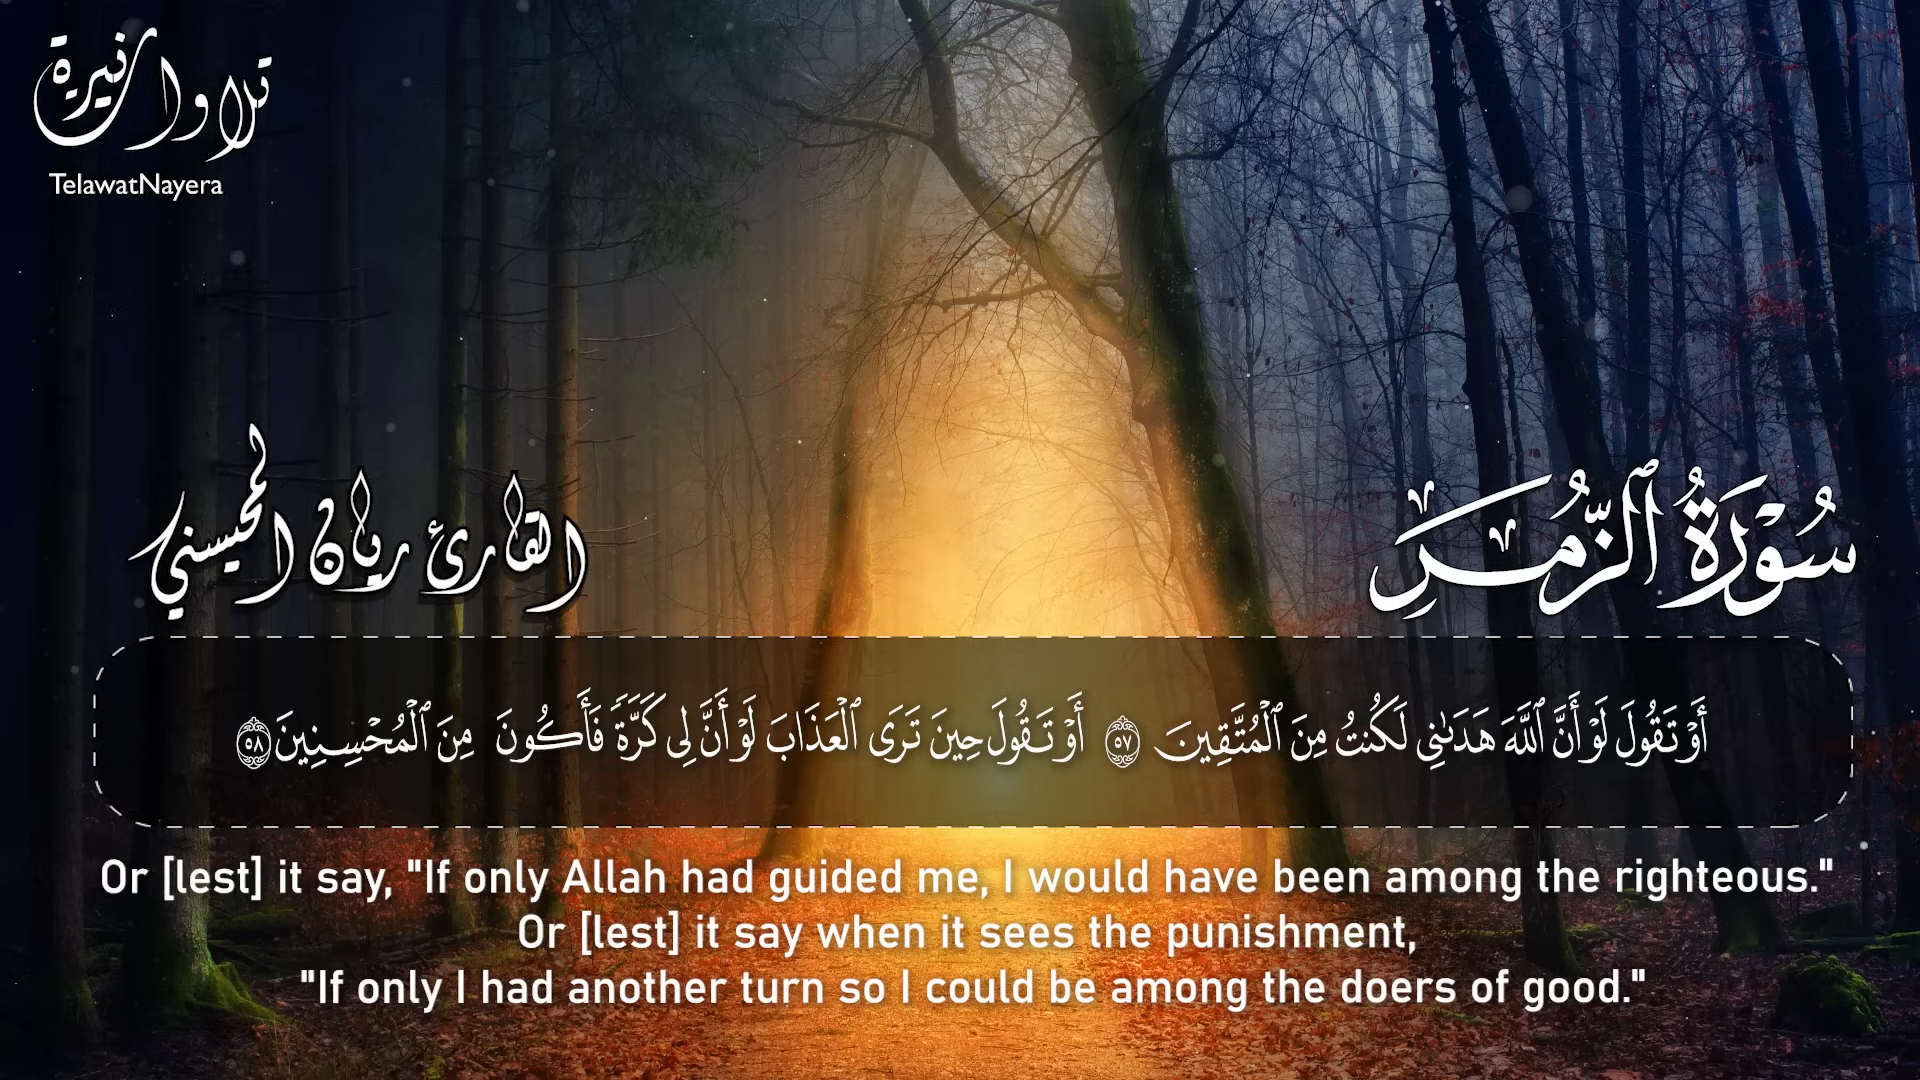 تلاوات نيرة
TelawatNayera
القارئ ريان المحيسني
سُورَةُ ٱلزُّمَرِ
أَوْ تَقُولَ لَوْ أَنَّ ٱللَّهَ هَدَىٰنِى لَكُنتُ مِنَ ٱلْمُتَّقِينَ ٥٧ أَوْ تَقُولَ حِينَ تَرَى ٱلْعَذَابَ لَوْ أَنَّ لِى كَرَّةً فَأَكُونَ مِنَ ٱلْمُحْسِنِينَ ٥٨
Or [lest] it say, "If only Allah had guided me, I would have been among the righteous."
Or [lest] it say when it sees the punishment,
"If only I had another turn so I could be among the doers of good."